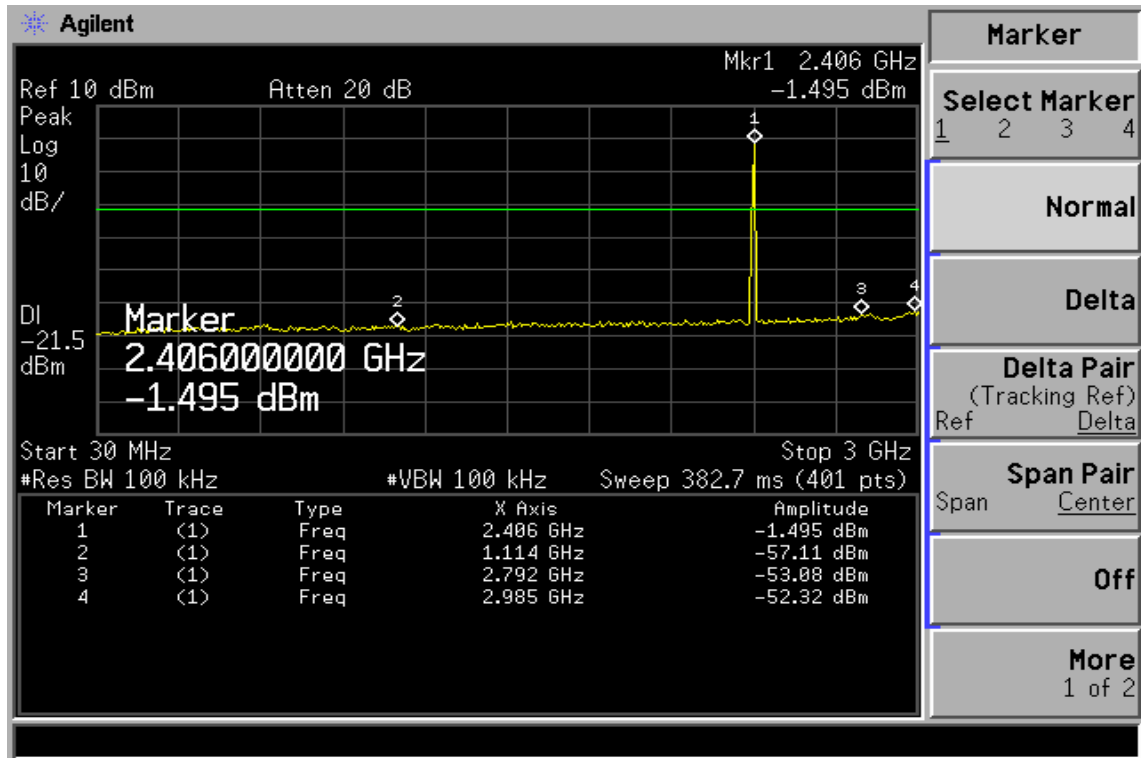 Agilent
Marker
Mkr1 2.406 GHz
Ref 10 dBm Atten 20 dB -1.495 dBm
Peak
Log
10
dB/
1
2
3
4
DI
-21.5
dBm
Marker
2.406000000 GHz
-1.495 dBm
Start 30 MHz Stop 3 GHz
#Res BW 100 kHz #VBW 100 kHz Sweep 382.7 ms (401 pts)
Marker Trace Type X Axis Amplitude
1 (1) Freq 2.406 GHz -1.495 dBm
2 (1) Freq 1.114 GHz -57.11 dBm
3 (1) Freq 2.792 GHz -53.08 dBm
4 (1) Freq 2.985 GHz -52.32 dBm
Select Marker
1 2 3 4
Normal
Delta
Delta Pair
(Tracking Ref)
Ref Delta
Span Pair
Span Center
Off
More
1 of 2